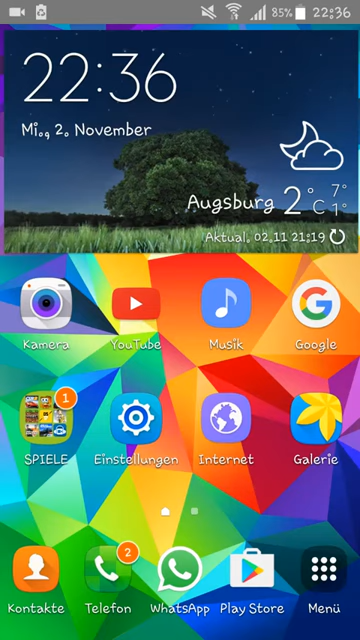 85% 22:36
22:36
Mi., 2. November
Augsburg 2°C 7° 1°
Aktual. 02.11 21:19
Kamera YouTube Musik Google
1
SPIELE Einstellungen Internet Galerie
2
Kontakte Telefon WhatsApp Play Store Menü